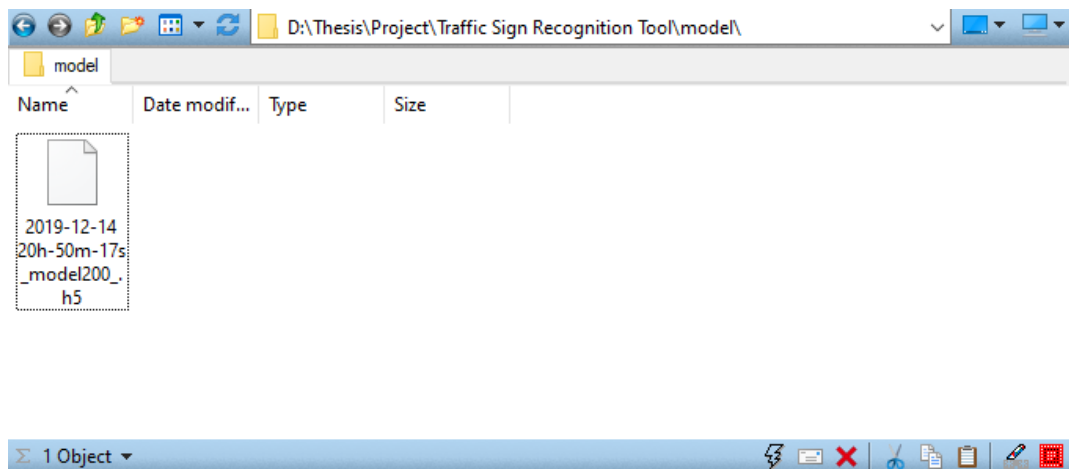 D:\Thesis\Project\Traffic Sign Recognition Tool\model\
model
Name Date modif... Type Size
2019-12-14
20h-50m-17s
_model200_.
h5
Σ 1 Object